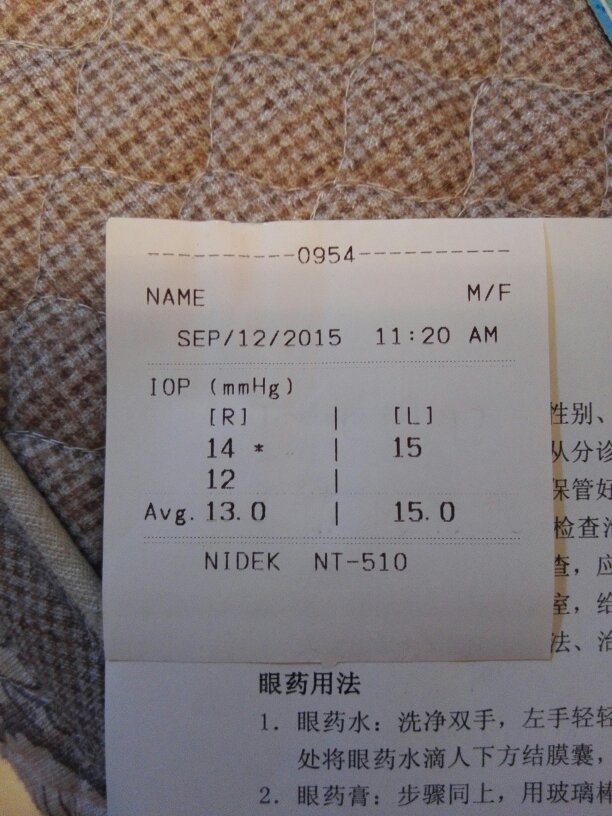 ----------0954----------
NAME M/F
SEP/12/2015 11:20 AM
IOP (mmHg)
[R] | [L]
14 * | 15
12 |
Avg. 13.0 | 15.0
NIDEK NT-510
性别、
从分诊
保管好
检查
查，应
室，给
法、治
眼药用法
1. 眼药水：洗净双手，左手轻轻
处将眼药水滴人下方结膜囊，
2. 眼药膏：步骤同上，用玻璃棒